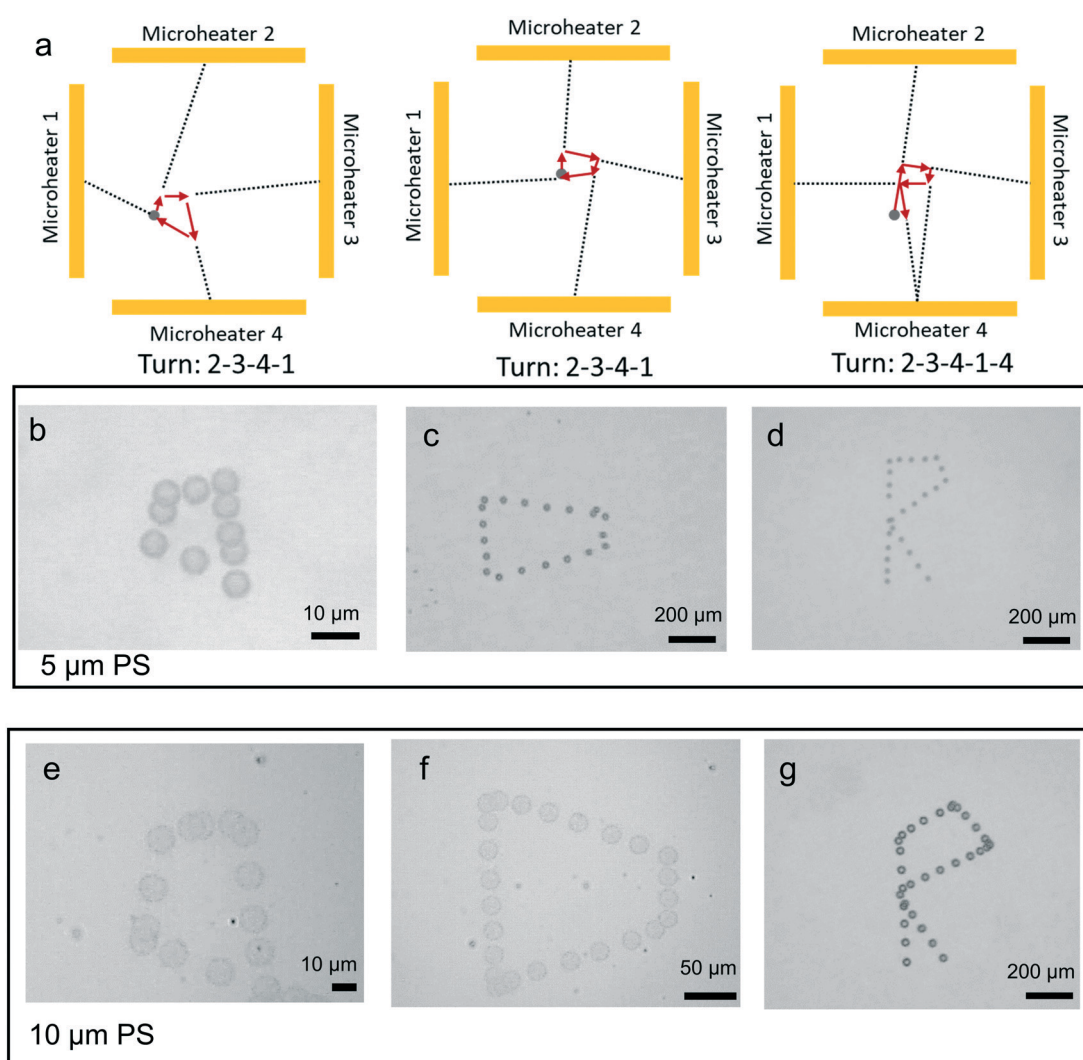 a
Microheater 2
Microheater 1
Microheater 3
Microheater 4
Turn: 2-3-4-1
Microheater 2
Microheater 1
Microheater 3
Microheater 4
Turn: 2-3-4-1
Microheater 2
Microheater 1
Microheater 3
Microheater 4
Turn: 2-3-4-1-4
b
10 µm
c
200 µm
d
200 µm
5 µm PS
e
10 µm
f
50 µm
g
200 µm
10 µm PS